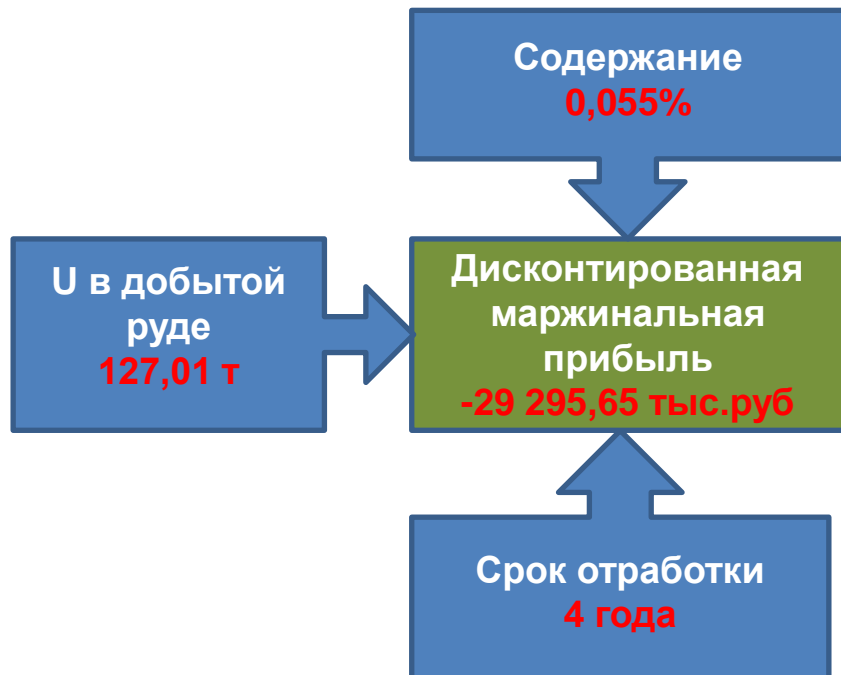 Содержание
0,055%
U в добытой
руде
127,01 т
Дисконтированная
маржинальная
прибыль
-29 295,65 тыс.руб
Срок отработки
4 года